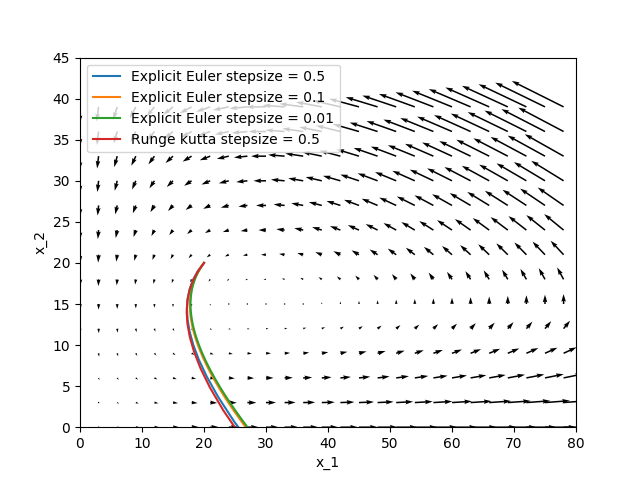 Explicit Euler stepsize = 0.5
Explicit Euler stepsize = 0.1
Explicit Euler stepsize = 0.01
Runge kutta stepsize = 0.5
45
40
35
30
25
20
15
10
5
0
x_2
0 10 20 30 40 50 60 70 80
x_1